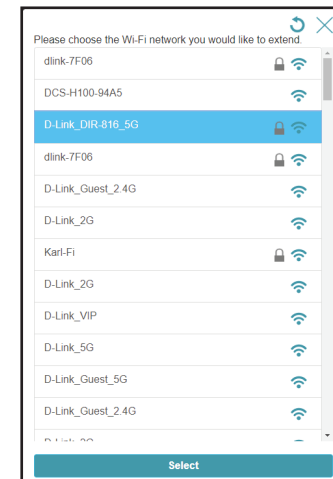 Please choose the Wi-Fi network you would like to extend.
dlink-7F06
DCS-H100-94A5
D-Link_DIR-816_5G
dlink-7F06
D-Link_Guest_2.4G
D-Link_2G
Karl-Fi
D-Link_2G
D-Link_VIP
D-Link_5G
D-Link_Guest_5G
D-Link_Guest_2.4G
D-Link_2G
Select